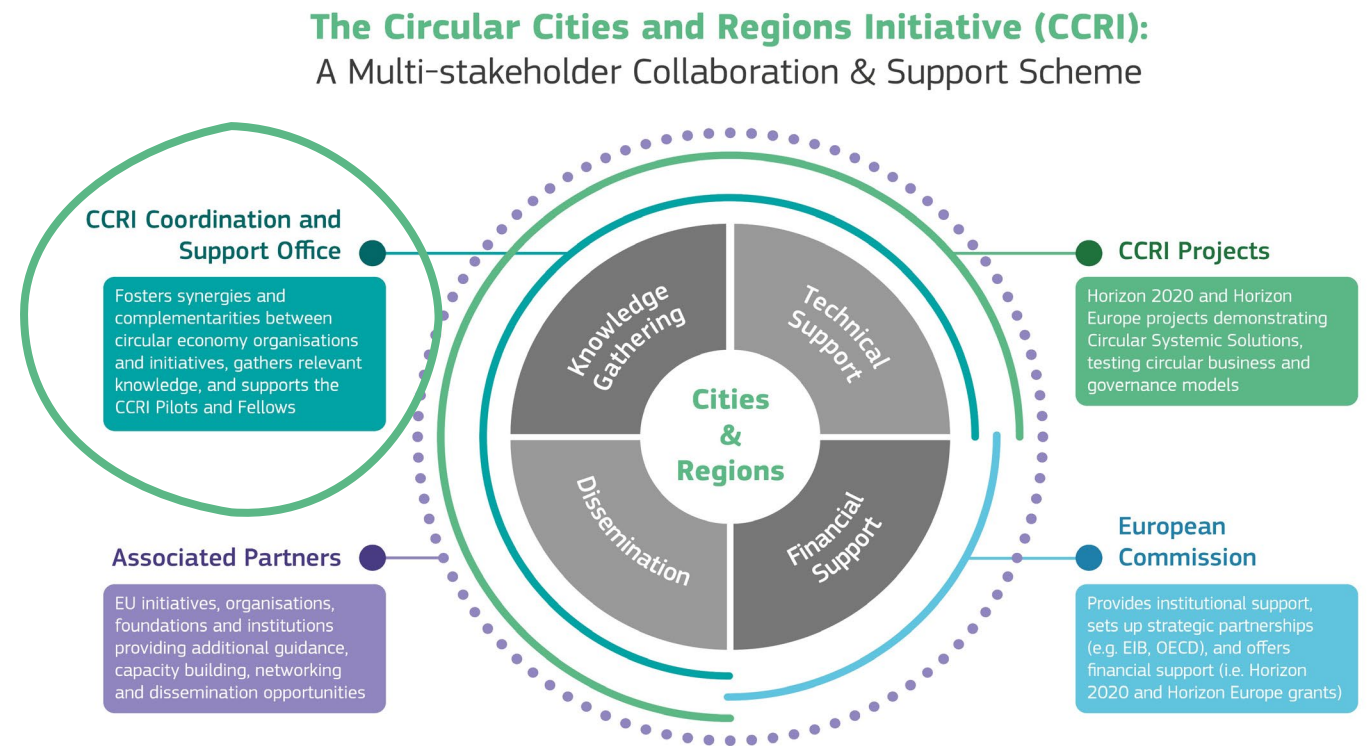 The Circular Cities and Regions Initiative (CCRI):
A Multi-stakeholder Collaboration & Support Scheme
CCRI Coordination and
Support Office
Fosters synergies and
complementarities between
circular economy organisations
and initiatives, gathers relevant
knowledge, and supports the
CCRI Pilots and Fellows
Knowledge
Gathering
Technical
Support
Cities
&
Regions
Dissemination
Financial
Support
CCRI Projects
Horizon 2020 and Horizon
Europe projects demonstrating
Circular Systemic Solutions,
testing circular business and
governance models
Associated Partners
EU initiatives, organisations,
foundations and institutions
providing additional guidance,
capacity building, networking
and dissemination opportunities
European
Commission
Provides institutional support,
sets up strategic partnerships
(e.g. EIB, OECD), and offers
financial support (i.e. Horizon
2020 and Horizon Europe grants)